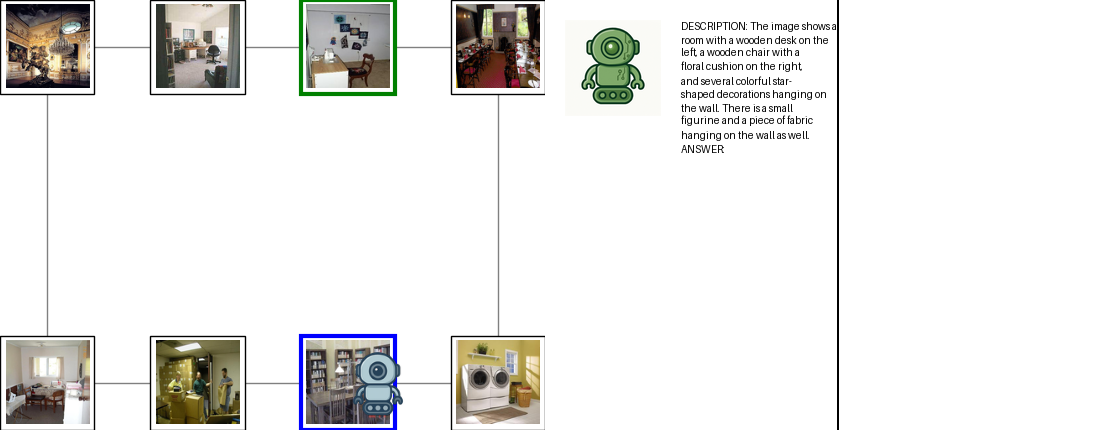 DESCRIPTION: The image shows a
room with a wooden desk on the
left, a wooden chair with a
floral cushion on the right,
and several colorful star-
shaped decorations hanging on
the wall. There is a small
figurine and a piece of fabric
hanging on the wall as well.
ANSWER: